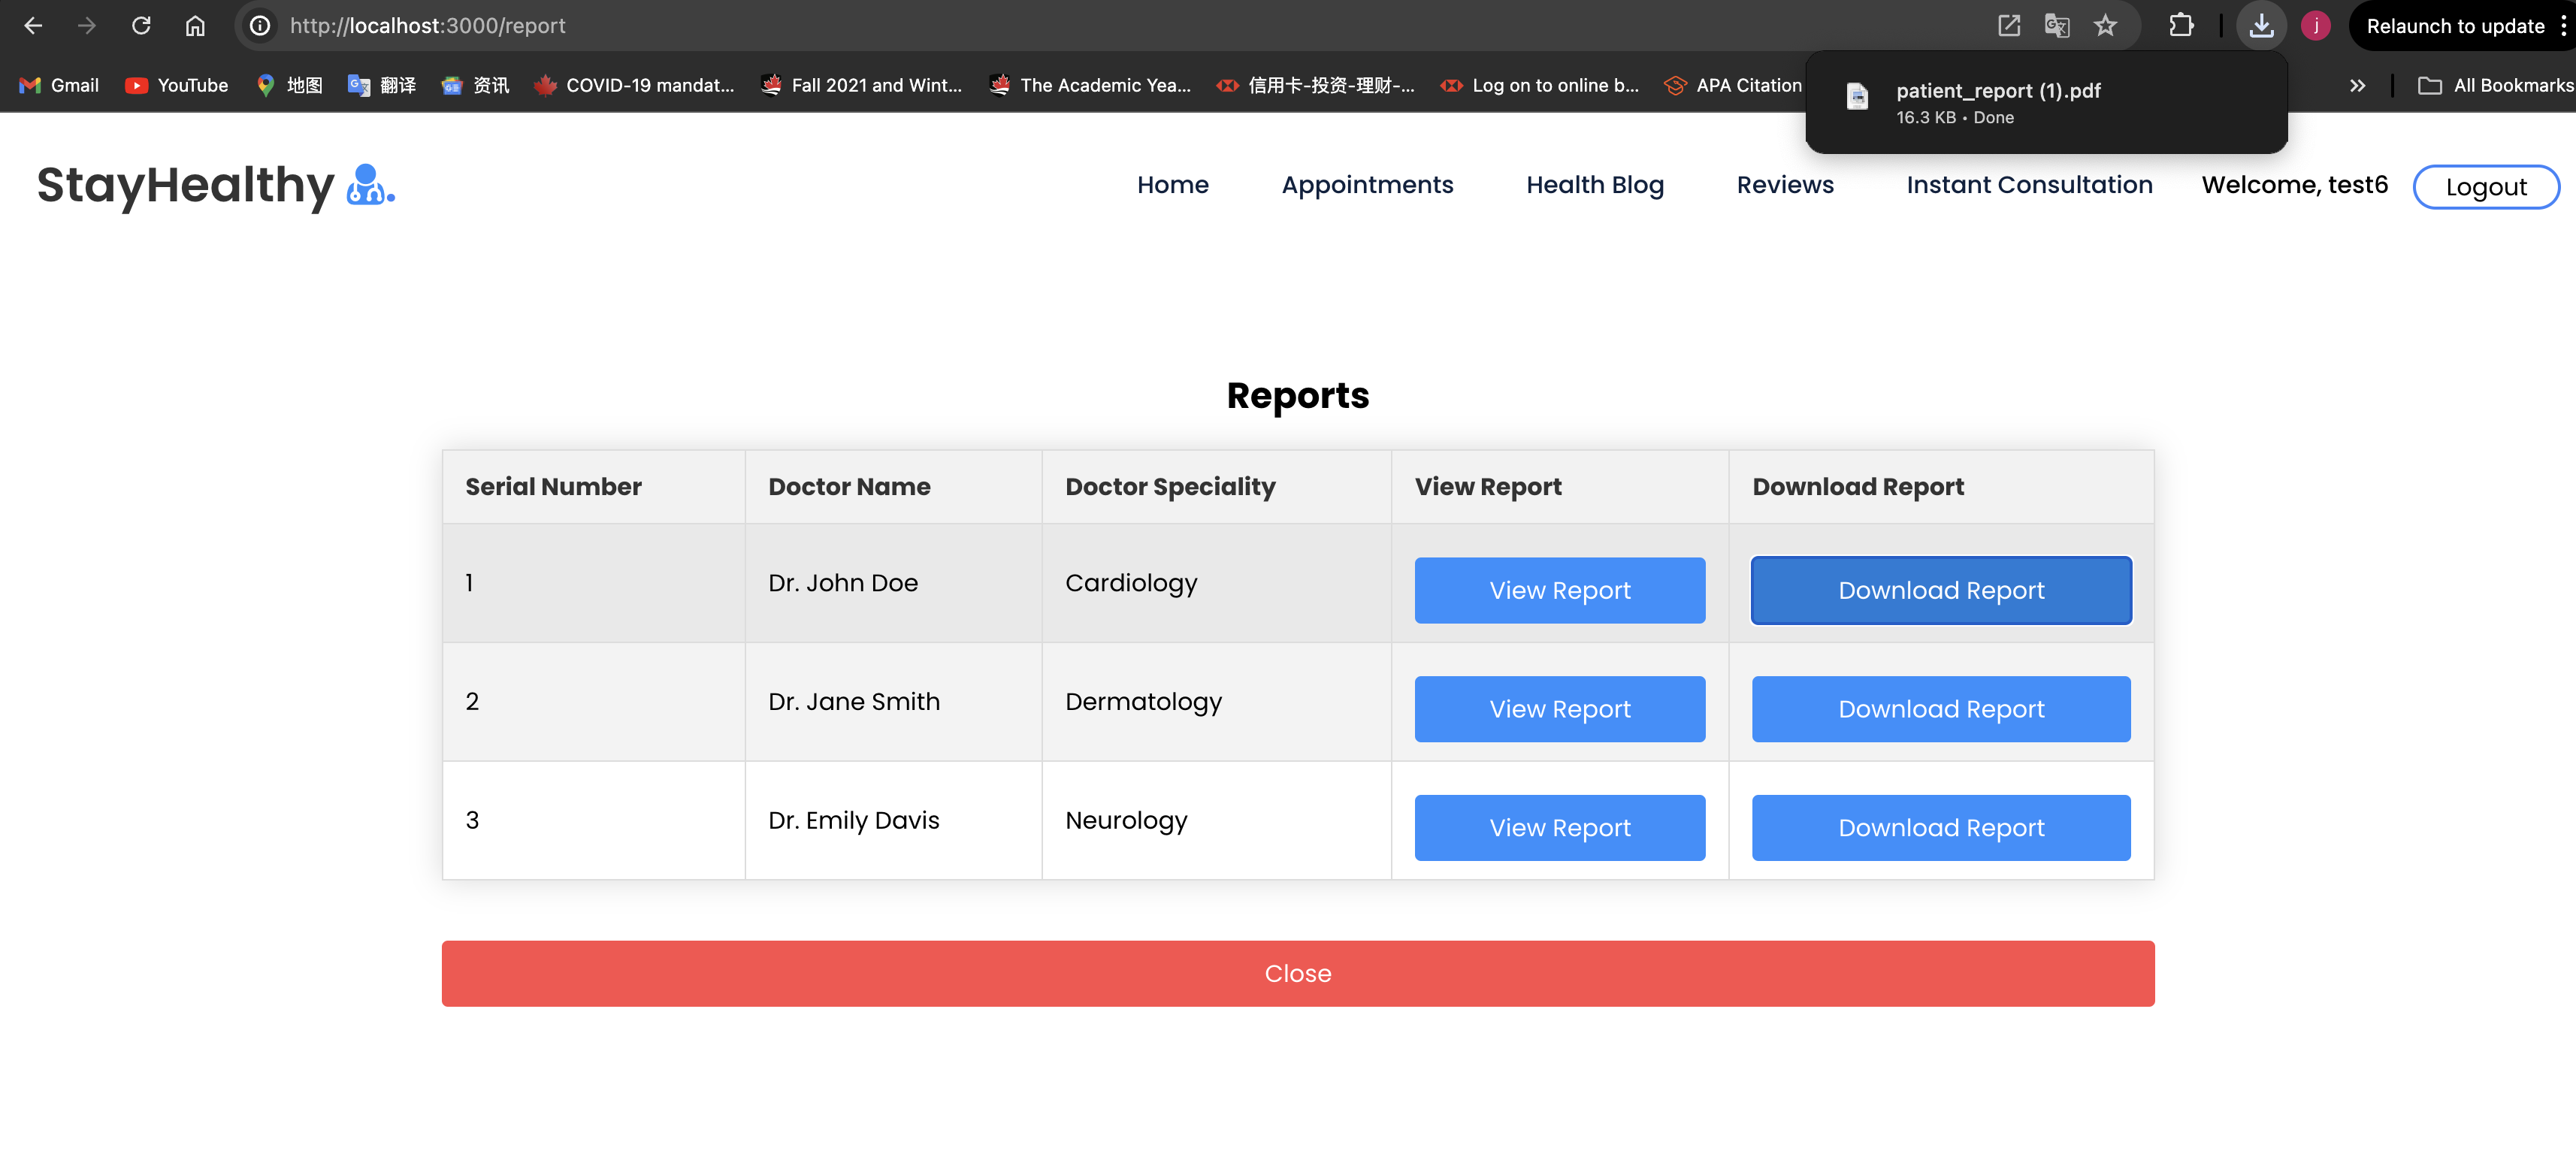 http://localhost:3000/report
Relaunch to update
j
Gmail
YouTube
地图
翻译
资讯
COVID-19 mandat...
Fall 2021 and Wint...
The Academic Yea...
信用卡-投资-理财-...
Log on to online b...
APA Citation
All Bookmarks
patient_report (1).pdf
16.3 KB • Done
StayHealthy
Home
Appointments
Health Blog
Reviews
Instant Consultation
Welcome, test6
Logout
Reports
Serial Number Doctor Name Doctor Speciality View Report Download Report
1 Dr. John Doe Cardiology View Report Download Report
2 Dr. Jane Smith Dermatology View Report Download Report
3 Dr. Emily Davis Neurology View Report Download Report
Close